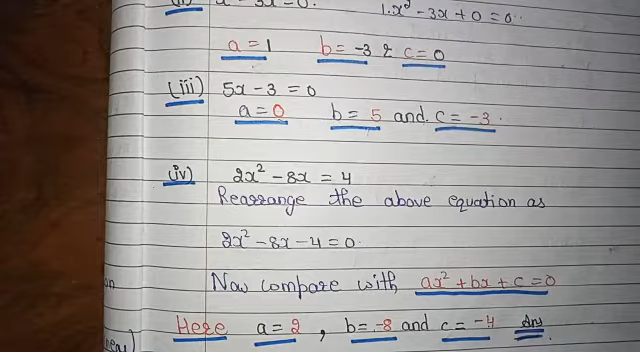 1.x² - 3x + 0 = 0.
a = 1 b = -3 & c = 0
(iii) 5x - 3 = 0
a = 0 b = 5 and c = -3.
(iv) 2x² - 8x = 4
Rearrange the above equation as
2x² - 8x - 4 = 0.
Now compare with ax² + bx + c = 0
Here a = 2, b = -8 and c = -4 Ans